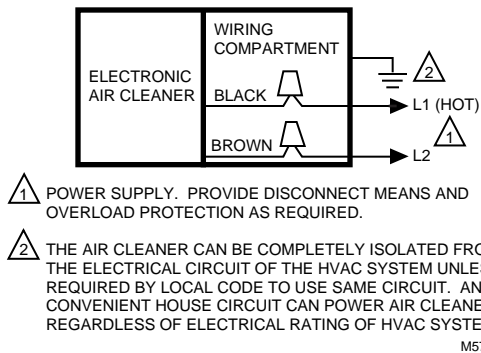 WIRING
COMPARTMENT
ELECTRONIC
AIR CLEANER
2
BLACK
L1 (HOT)
1
BROWN
L2
1 POWER SUPPLY. PROVIDE DISCONNECT MEANS AND
OVERLOAD PROTECTION AS REQUIRED.
2 THE AIR CLEANER CAN BE COMPLETELY ISOLATED FRO
THE ELECTRICAL CIRCUIT OF THE HVAC SYSTEM UNLES
REQUIRED BY LOCAL CODE TO USE SAME CIRCUIT. AN
CONVENIENT HOUSE CIRCUIT CAN POWER AIR CLEANE
REGARDLESS OF ELECTRICAL RATING OF HVAC SYSTE
M57